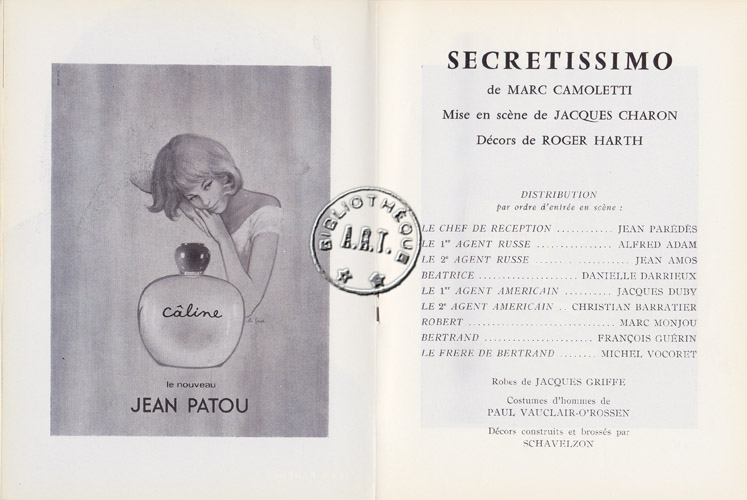 câline
le nouveau
JEAN PATOU
BIBLIOTHÈQUE
A.R.T.
SECRETISSIMO
de MARC CAMOLETTI
Mise en scène de JACQUES CHARON
Décors de ROGER HARTH
DISTRIBUTION
par ordre d'entrée en scène :
LE CHEF DE RECEPTION ........... JEAN PARÉDÈS
LE 1er AGENT RUSSE ............... ALFRED ADAM
LE 2e AGENT RUSSE .................. JEAN AMOS
BEATRICE .................... DANIELLE DARRIEUX
LE 1er AGENT AMERICAIN .......... JACQUES DUBY
LE 2e AGENT AMERICAIN .. CHRISTIAN BARRATIER
ROBERT ............................. MARC MONJOU
BERTRAND ...................... FRANÇOIS GUÉRIN
LE FRERE DE BERTRAND ........ MICHEL VOCORET
Robes de JACQUES GRIFFE
Costumes d'hommes de
PAUL VAUCLAIR-O'ROSSEN
Décors construits et brossés par
SCHAVELZON